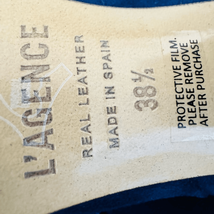 L'AGENCE
REAL LEATHER
MADE IN SPAIN
38½
PROTECTIVE FILM.
PLEASE REMOVE
AFTER PURCHASE